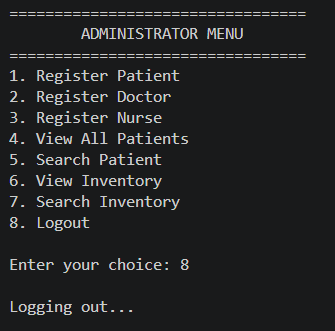 =================================
ADMINISTRATOR MENU
=================================
1. Register Patient
2. Register Doctor
3. Register Nurse
4. View All Patients
5. Search Patient
6. View Inventory
7. Search Inventory
8. Logout
Enter your choice: 8
Logging out...